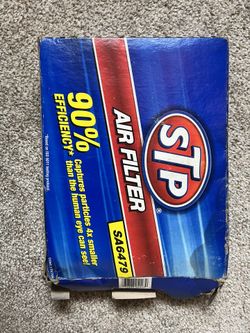 STP
AIR FILTER
SA6479
90%
EFFICIENCY*
Captures particles 4x smaller
than the human eye can see!